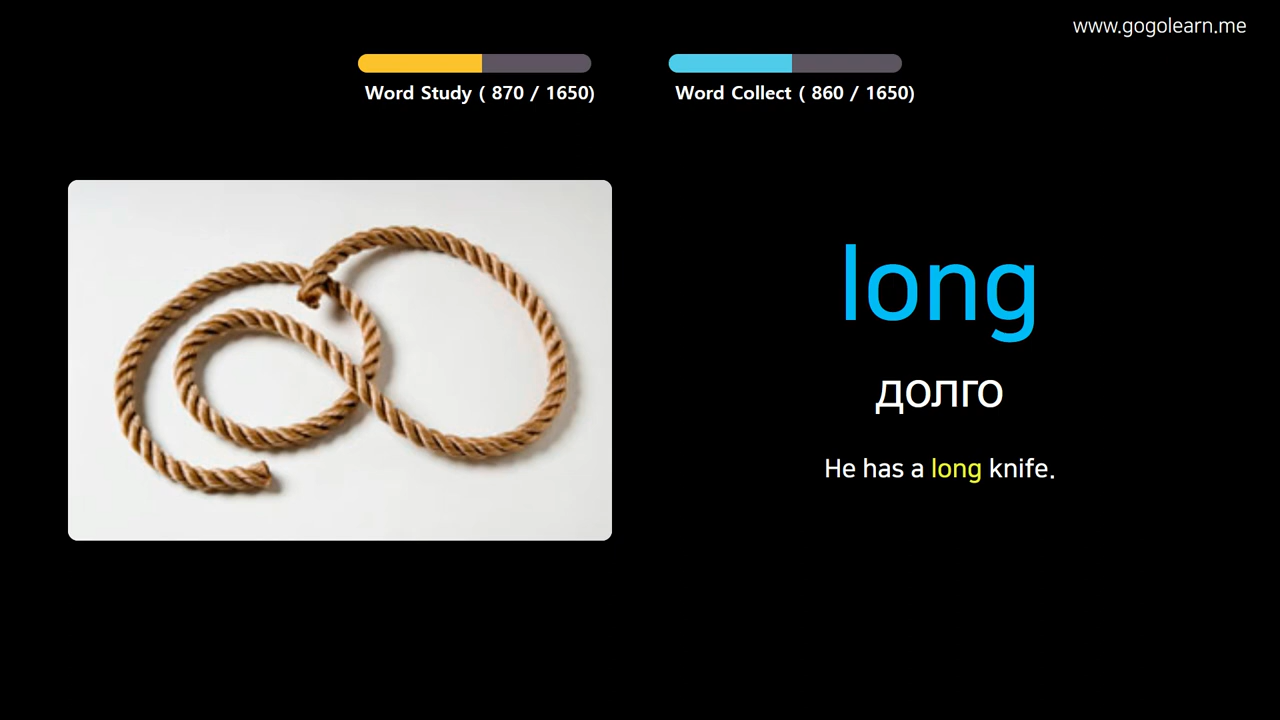 www.gogolearn.me
Word Study ( 870 / 1650)
Word Collect ( 860 / 1650)
long
долго
He has a long knife.